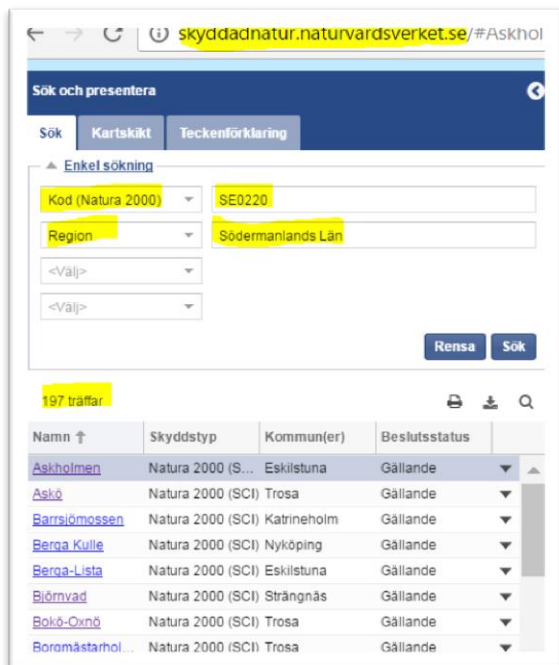 skyddadnatur.naturvardsverket.se/#Askhol
Sök och presentera
Sök Kartskikt Teckenförklaring
Enkel sökning
Kod (Natura 2000) SE0220
Region Södermanlands Län
<Välj>
<Välj>
Rensa Sök
197 träffar
Namn Skyddstyp Kommun(er) Beslutsstatus
Askholmen Natura 2000 (S... Eskilstuna Gällande
Askö Natura 2000 (SCI) Trosa Gällande
Barrsjömossen Natura 2000 (SCI) Katrineholm Gällande
Berga Kulle Natura 2000 (SCI) Nyköping Gällande
Berga-Lista Natura 2000 (SCI) Eskilstuna Gällande
Björnvad Natura 2000 (SCI) Strängnäs Gällande
Bokö-Oxnö Natura 2000 (SCI) Trosa Gällande
Borgmästarhol... Natura 2000 (SCI) Trosa Gällande